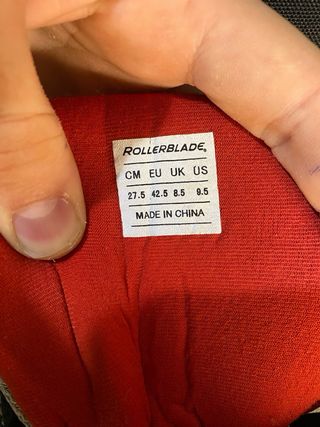 ROLLERBLADE®
CM EU UK US
27.5 42.5 8.5 9.5
MADE IN CHINA